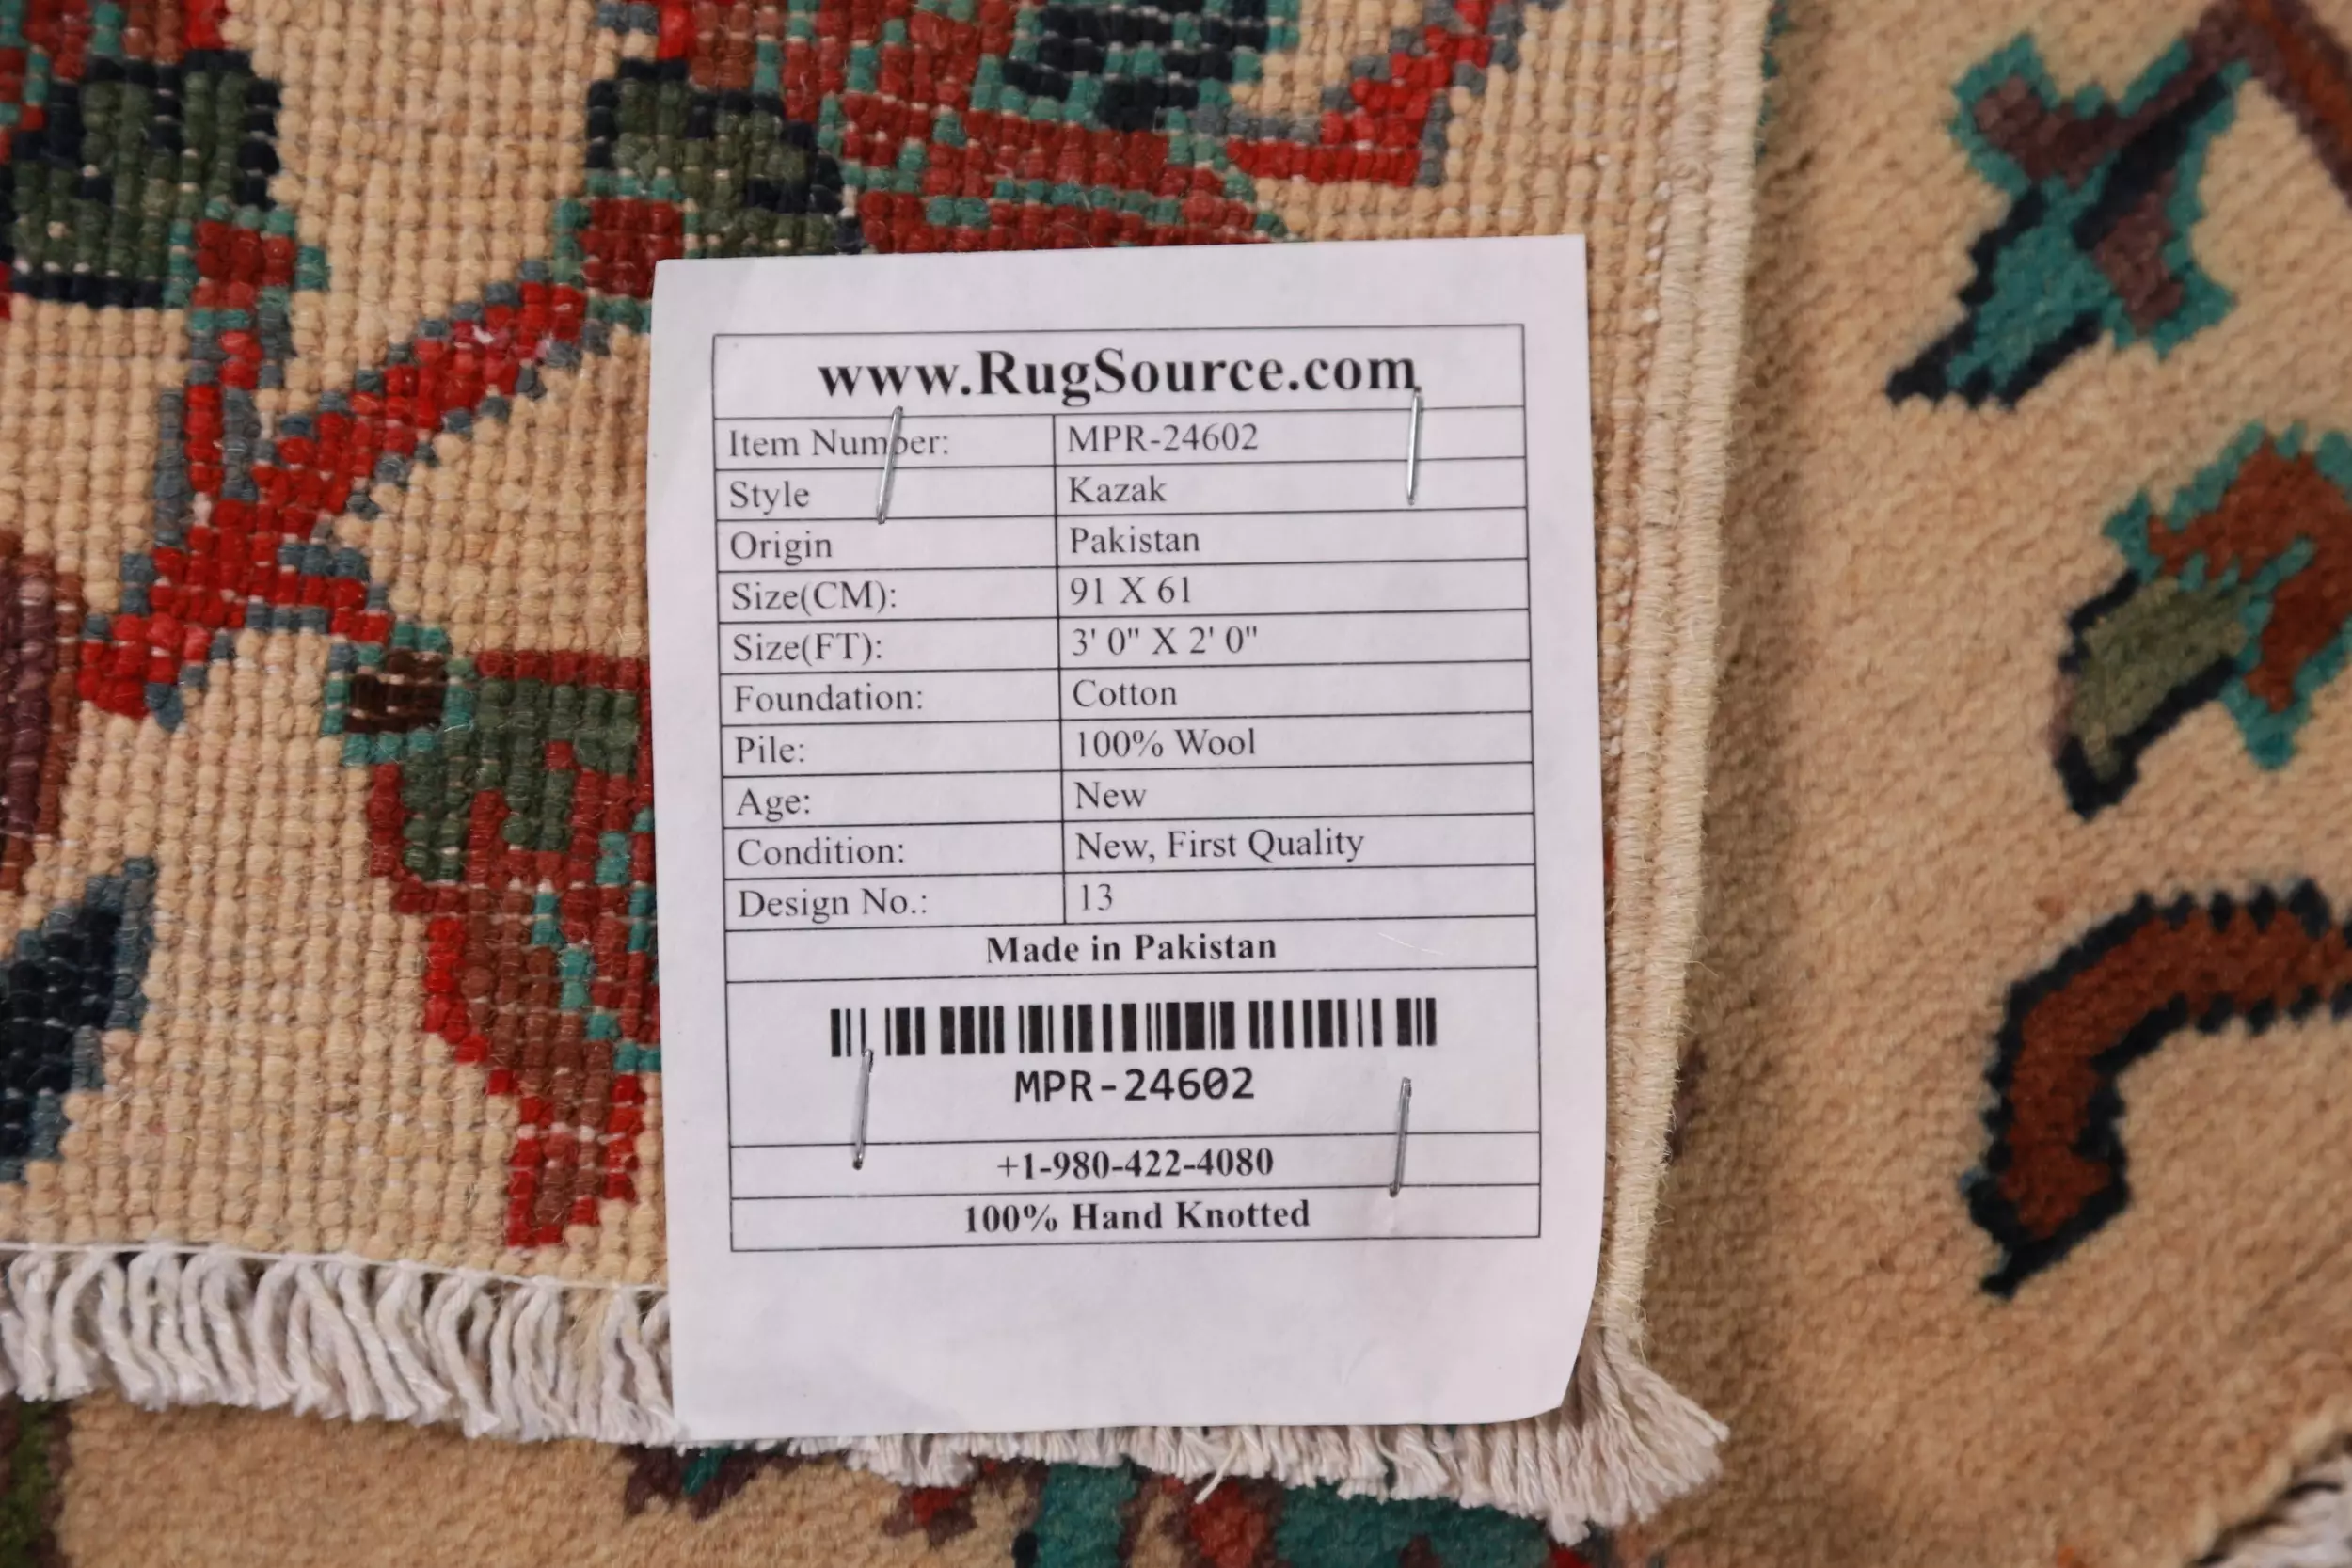 www.RugSource.com
Item Number: MPR-24602
Style Kazak
Origin Pakistan
Size(CM): 91 X 61
Size(FT): 3' 0" X 2' 0"
Foundation: Cotton
Pile: 100% Wool
Age: New
Condition: New, First Quality
Design No.: 13
Made in Pakistan
MPR-24602
+1-980-422-4080
100% Hand Knotted